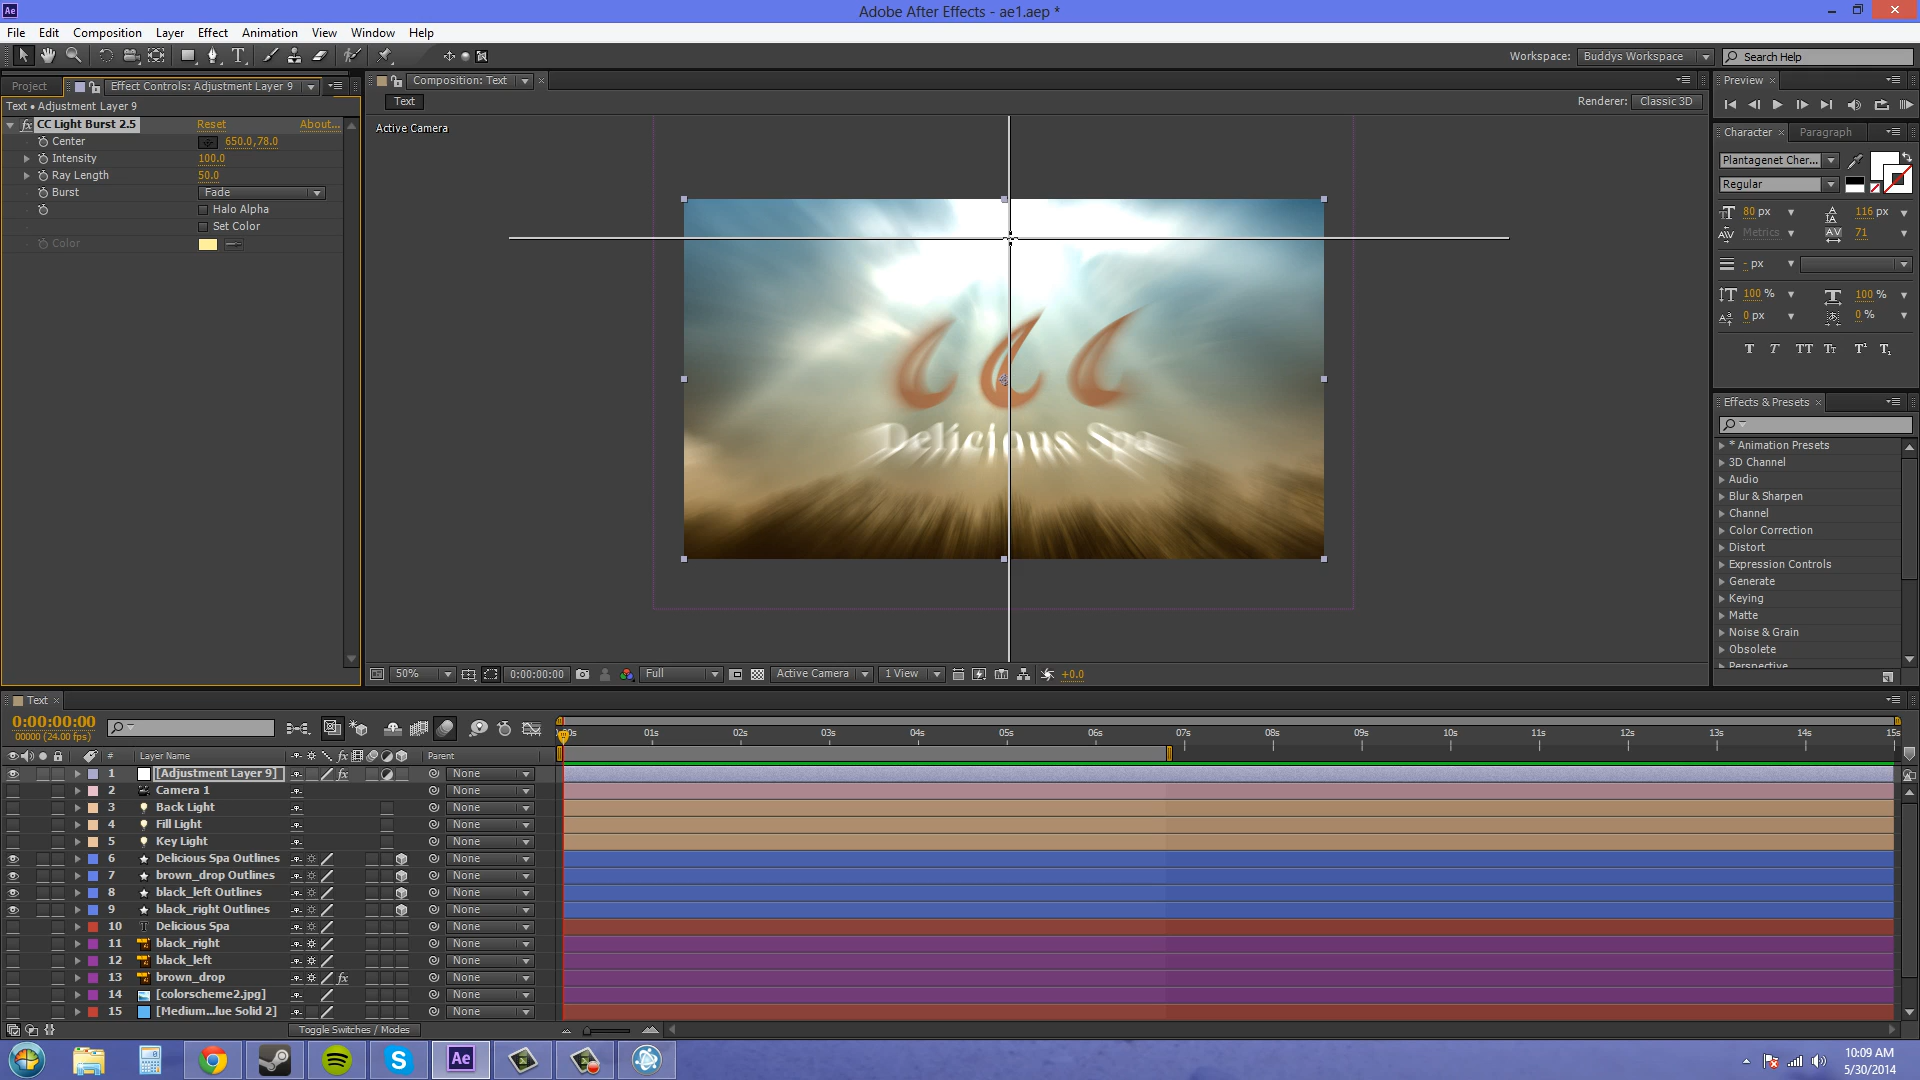 Ae
Adobe After Effects - ae1.aep *
File Edit Composition Layer Effect Animation View Window Help
Workspace: Buddys Workspace Search Help
Project Effect Controls: Adjustment Layer 9
Text • Adjustment Layer 9
fx CC Light Burst 2.5 Reset About...
Center 650.0,78.0
Intensity 100.0
Ray Length 50.0
Burst Fade
Halo Alpha
Set Color
Color
Composition: Text
Text
Renderer: Classic 3D
Active Camera
Delicious Spa
50% 0:00:00:00 Full Active Camera 1 View +0.0
Preview
Character Paragraph
Plantagenet Cher...
Regular
80 px 116 px
Metrics 71
- px
100 % 100 %
0 px 0 %
T T TT Tt T¹ T₁
Effects & Presets
* Animation Presets
3D Channel
Audio
Blur & Sharpen
Channel
Color Correction
Distort
Expression Controls
Generate
Keying
Matte
Noise & Grain
Obsolete
Perspective
Text
0:00:00:00
00000 (24.00 fps)
01s 02s 03s 04s 05s 06s 07s 08s 09s 10s 11s 12s 13s 14s 15s
# Layer Name fx Parent
1 [Adjustment Layer 9] fx None
2 Camera 1 None
3 Back Light None
4 Fill Light None
5 Key Light None
6 Delicious Spa Outlines None
7 brown_drop Outlines None
8 black_left Outlines None
9 black_right Outlines None
10 T Delicious Spa None
11 black_right None
12 black_left None
13 brown_drop fx None
14 [colorscheme2.jpg] None
15 [Medium...lue Solid 2] None
Toggle Switches / Modes
Ae
10:09 AM
5/30/2014